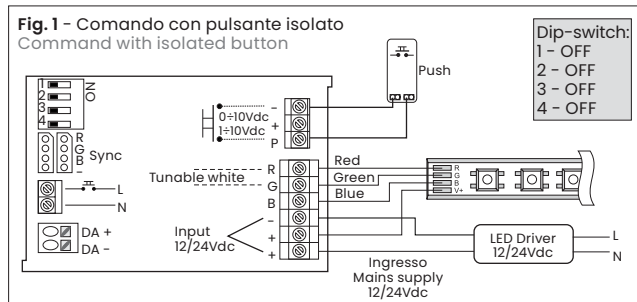 Fig. 1 - Comando con pulsante isolato
Command with isolated button
Dip-switch:
1 - OFF
2 - OFF
3 - OFF
4 - OFF
Push
1
2
3
4
ON
0÷10Vdc
1÷10Vdc
-
+
P
R
G
B
-
Sync
L
N
DA +
DA -
Tunable white
R
G
B
-
+
+
Input
12/24Vdc
Red
Green
Blue
R
G
B
V+
LED Driver
12/24Vdc
L
N
Ingresso
Mains supply
12/24Vdc